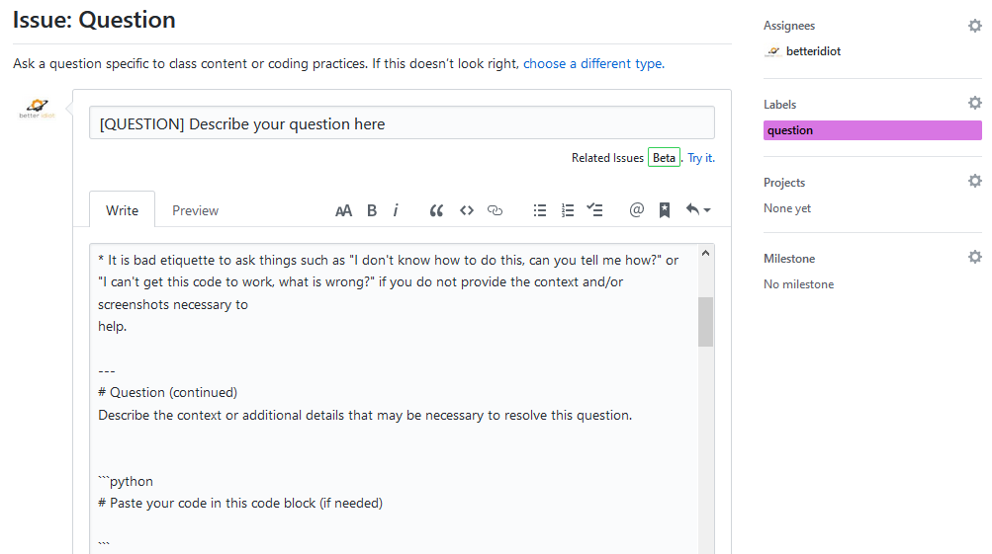 Issue: Question
Ask a question specific to class content or coding practices. If this doesn't look right, choose a different type.
better idiot
[QUESTION] Describe your question here
Related Issues Beta. Try it.
Write
Preview
AA B i
@
* It is bad etiquette to ask things such as "I don't know how to do this, can you tell me how?" or
"I can't get this code to work, what is wrong?" if you do not provide the context and/or
screenshots necessary to
help.
---
# Question (continued)
Describe the context or additional details that may be necessary to resolve this question.
```python
# Paste your code in this code block (if needed)
```
Assignees
betteridiot
Labels
question
Projects
None yet
Milestone
No milestone